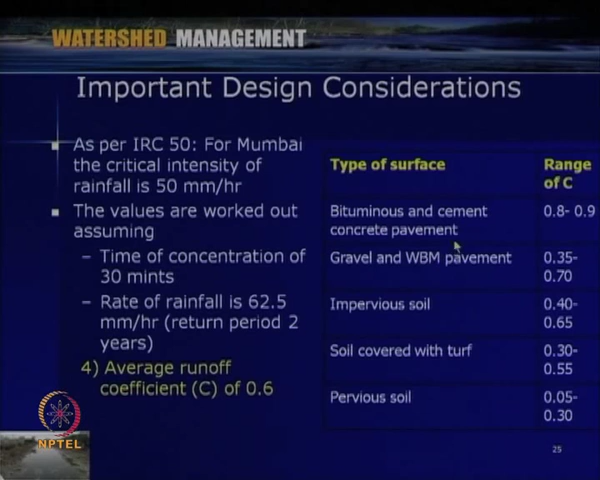 WATERSHED MANAGEMENT
Important Design Considerations
As per IRC 50: For Mumbai
the critical intensity of
rainfall is 50 mm/hr
The values are worked out
assuming
– Time of concentration of
30 mints
– Rate of rainfall is 62.5
mm/hr (return period 2
years)
4) Average runoff
coefficient (C) of 0.6
Type of surface
Range
of C
Bituminous and cement
concrete pavement
0.8- 0.9
Gravel and WBM pavement
0.35-
0.70
Impervious soil
0.40-
0.65
Soil covered with turf
0.30-
0.55
Pervious soil
0.05-
0.30
NPTEL
25